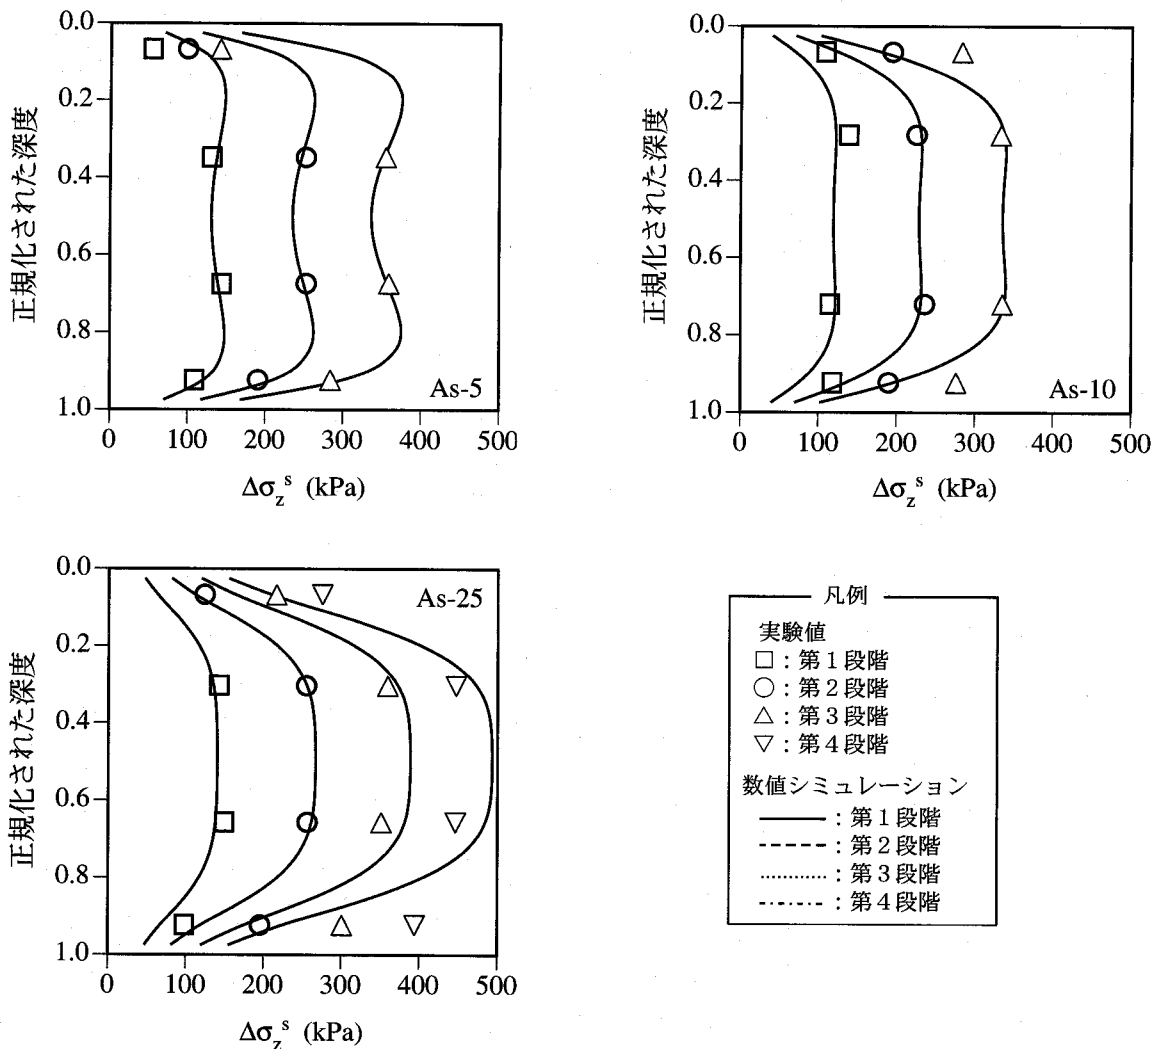 正規化された深度
0.0
0.2
0.4
0.6
0.8
1.0
As-5
0 100 200 300 400 500
Δσzˢ (kPa)
正規化された深度
0.0
0.2
0.4
0.6
0.8
1.0
As-10
0 100 200 300 400 500
Δσzˢ (kPa)
正規化された深度
0.0
0.2
0.4
0.6
0.8
1.0
As-25
0 100 200 300 400 500
Δσzˢ (kPa)
凡例
実験値
□ : 第1段階
○ : 第2段階
△ : 第3段階
▽ : 第4段階
数値シミュレーション
: 第1段階
: 第2段階
: 第3段階
: 第4段階